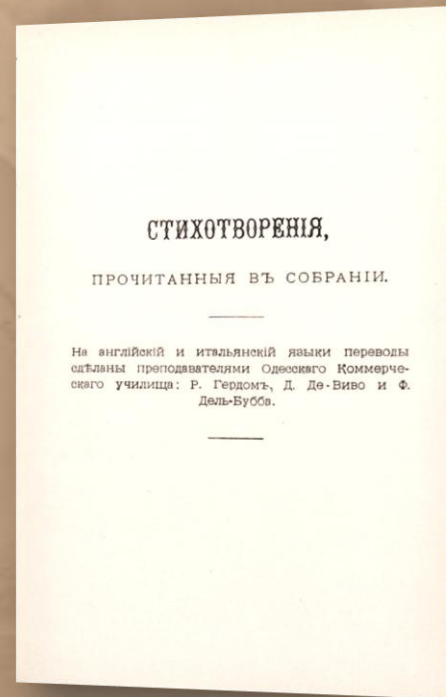 СТИХОТВОРЕНІЯ,
ПРОЧИТАННЫЯ ВЪ СОБРАНІИ.
На англійскій и итальянскій языки переводы
сдѣланы преподавателями Одесскаго Коммерче-
скаго училища: Р. Гердомъ, Д. Де-Виво и Ф.
Дель-Бубба.